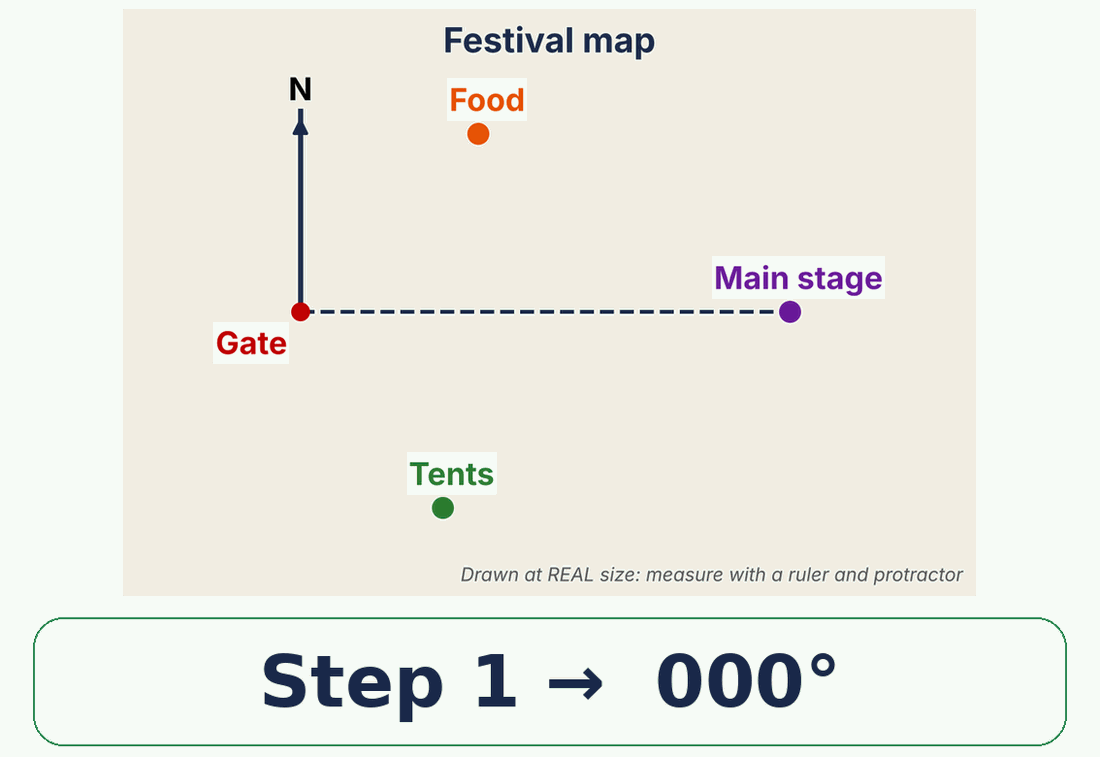 Festival map
N
Food
Main stage
Gate
Tents
Drawn at REAL size: measure with a ruler and protractor
Step 1 → 000°